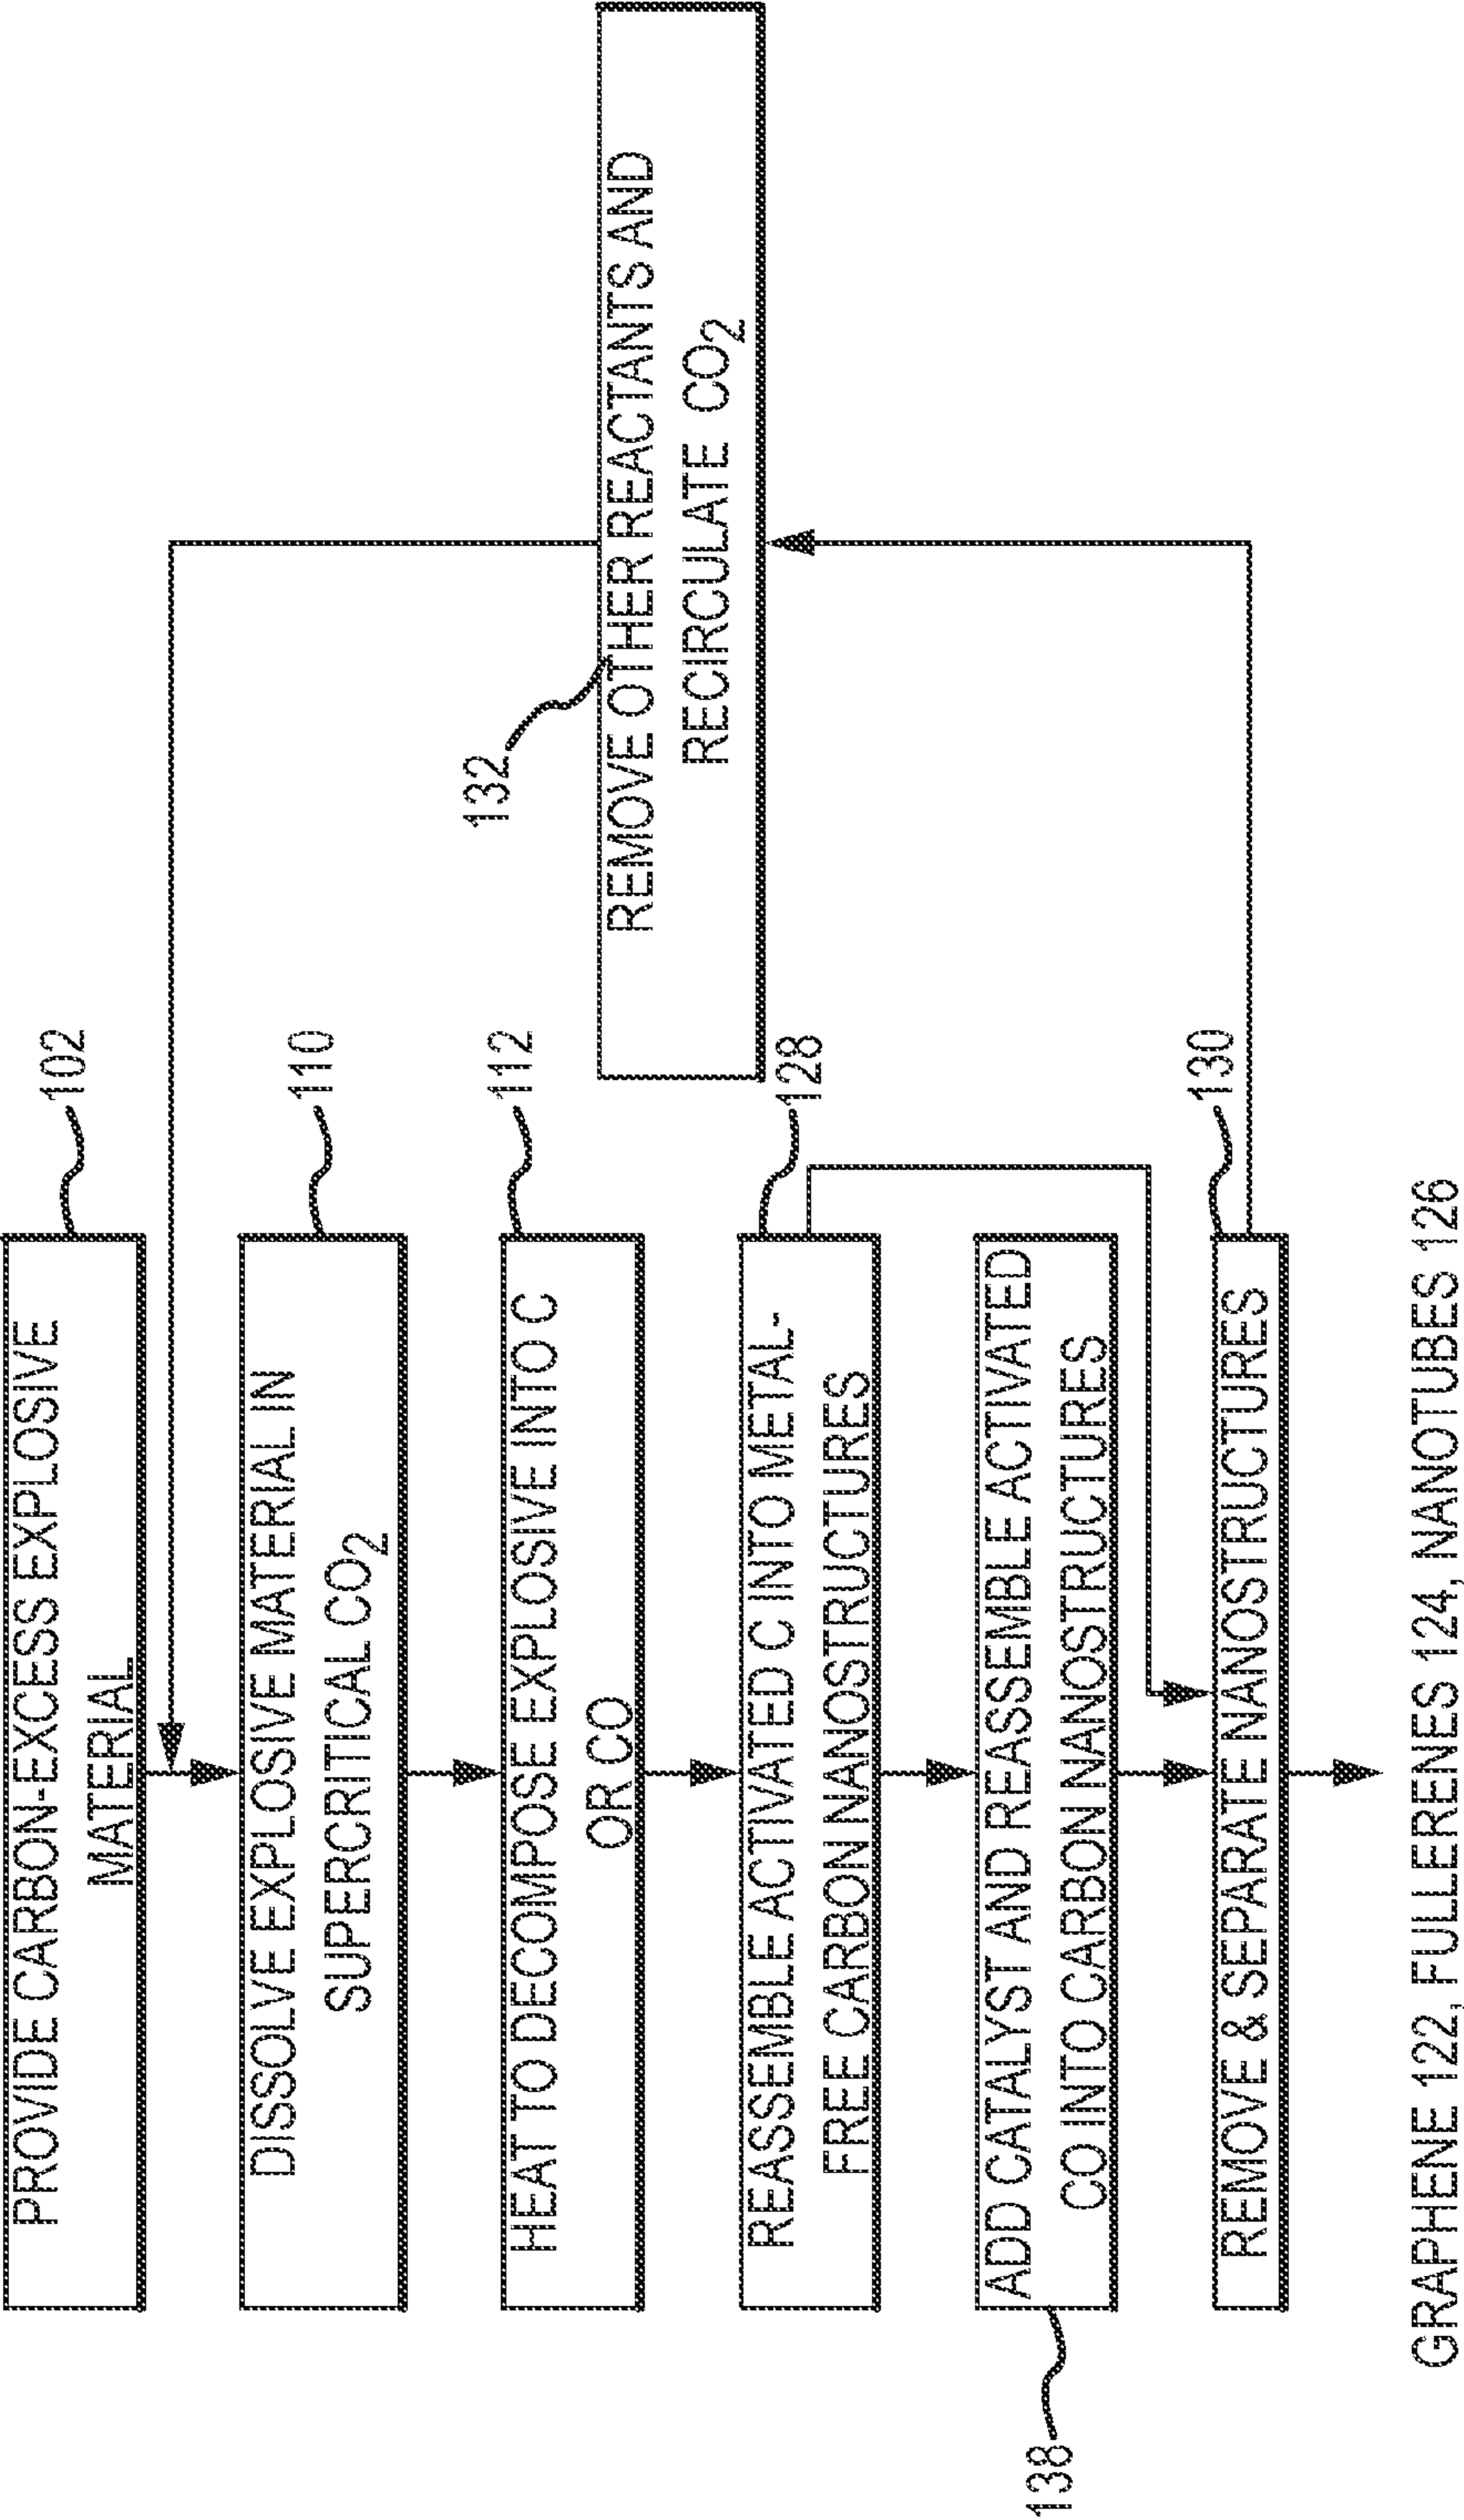 PROVIDE CARBON-EXCESS EXPLOSIVE
MATERIAL
102
DISSOLVE EXPLOSIVE MATERIAL IN
SUPERCRITICAL CO₂
110
HEAT TO DECOMPOSE EXPLOSIVE INTO C
OR CO
112
REASSEMBLE ACTIVATED C INTO METAL-
FREE CARBON NANOSTRUCTURES
128
REMOVE OTHER REACTANTS AND
RECIRCULATE CO₂
132
ADD CATALYST AND REASSEMBLE ACTIVATED
CO INTO CARBON NANOSTRUCTURES
138
REMOVE & SEPARATE NANOSTRUCTURES
130
GRAPHENE 122, FULLERENES 124, NANOTUBES 126